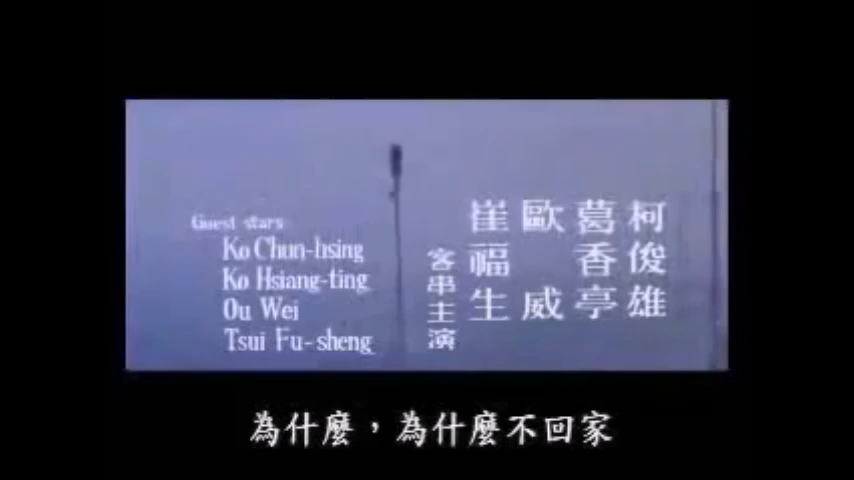 Guest stars
Ko Chun-hsing
Ko Hsiang-ting
Ou Wei
Tsui Fu-sheng
柯俊雄
葛香亭
歐威
崔福生
客串主演
為什麼，為什麼不回家